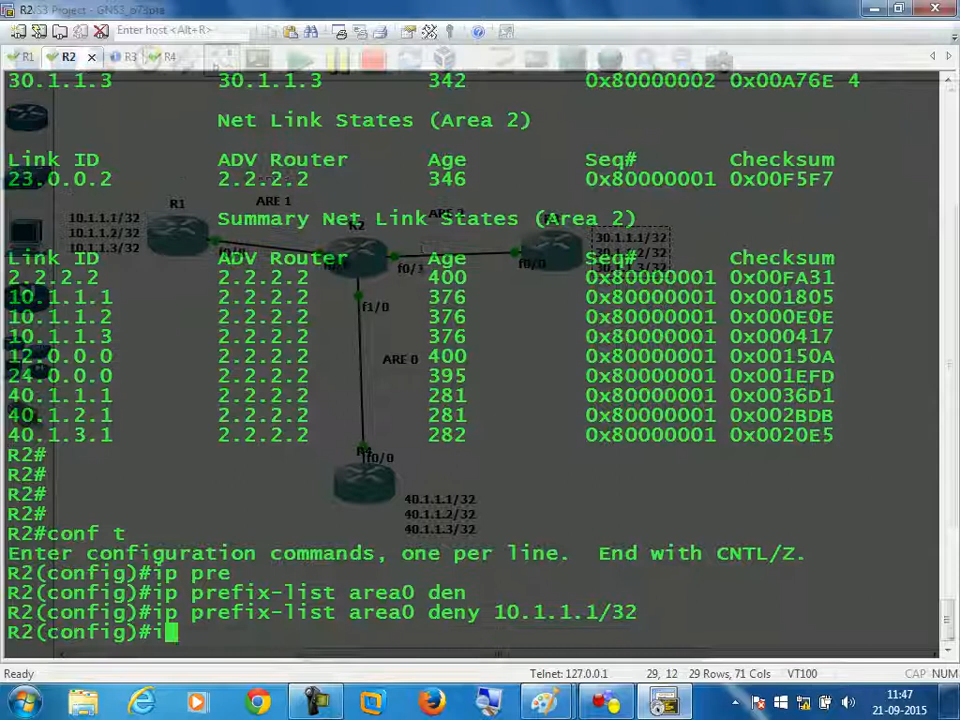 R2
GNS3_p73pra
Enter host <Alt+R>
R1
R2
R3
R4
30.1.1.3 30.1.1.3 342 0x80000002 0x00A76E 4
Net Link States (Area 2)
Link ID ADV Router Age Seq# Checksum
23.0.0.2 2.2.2.2 346 0x80000001 0x00F5F7
R1
ARE 1
10.1.1.1/32
10.1.1.2/32
10.1.1.3/32
Summary Net Link States (Area 2)
R2
30.1.1.1/32
Link ID ADV Router Age Seq# Checksum
f0/0
2.2.2.2 2.2.2.2 400 0x80000001 0x00FA31
10.1.1.1 2.2.2.2 376 0x80000001 0x001805
f1/0
10.1.1.2 2.2.2.2 376 0x80000001 0x000E0E
10.1.1.3 2.2.2.2 376 0x80000001 0x000417
12.0.0.0 2.2.2.2 400 0x80000001 0x00150A
ARE 0
24.0.0.0 2.2.2.2 395 0x80000001 0x001EFD
40.1.1.1 2.2.2.2 281 0x80000001 0x0036D1
40.1.2.1 2.2.2.2 281 0x80000001 0x002BDB
40.1.3.1 2.2.2.2 282 0x80000001 0x0020E5
R2#
R4
f0/0
R2#
R2#
40.1.1.1/32
40.1.1.2/32
40.1.1.3/32
R2#
R2#conf t
Enter configuration commands, one per line. End with CNTL/Z.
R2(config)#ip pre
R2(config)#ip prefix-list area0 den
R2(config)#ip prefix-list area0 deny 10.1.1.1/32
R2(config)#i
Ready
Telnet: 127.0.0.1
29, 12
29 Rows, 71 Cols
VT100
CAP
NUM
11:47
21-09-2015